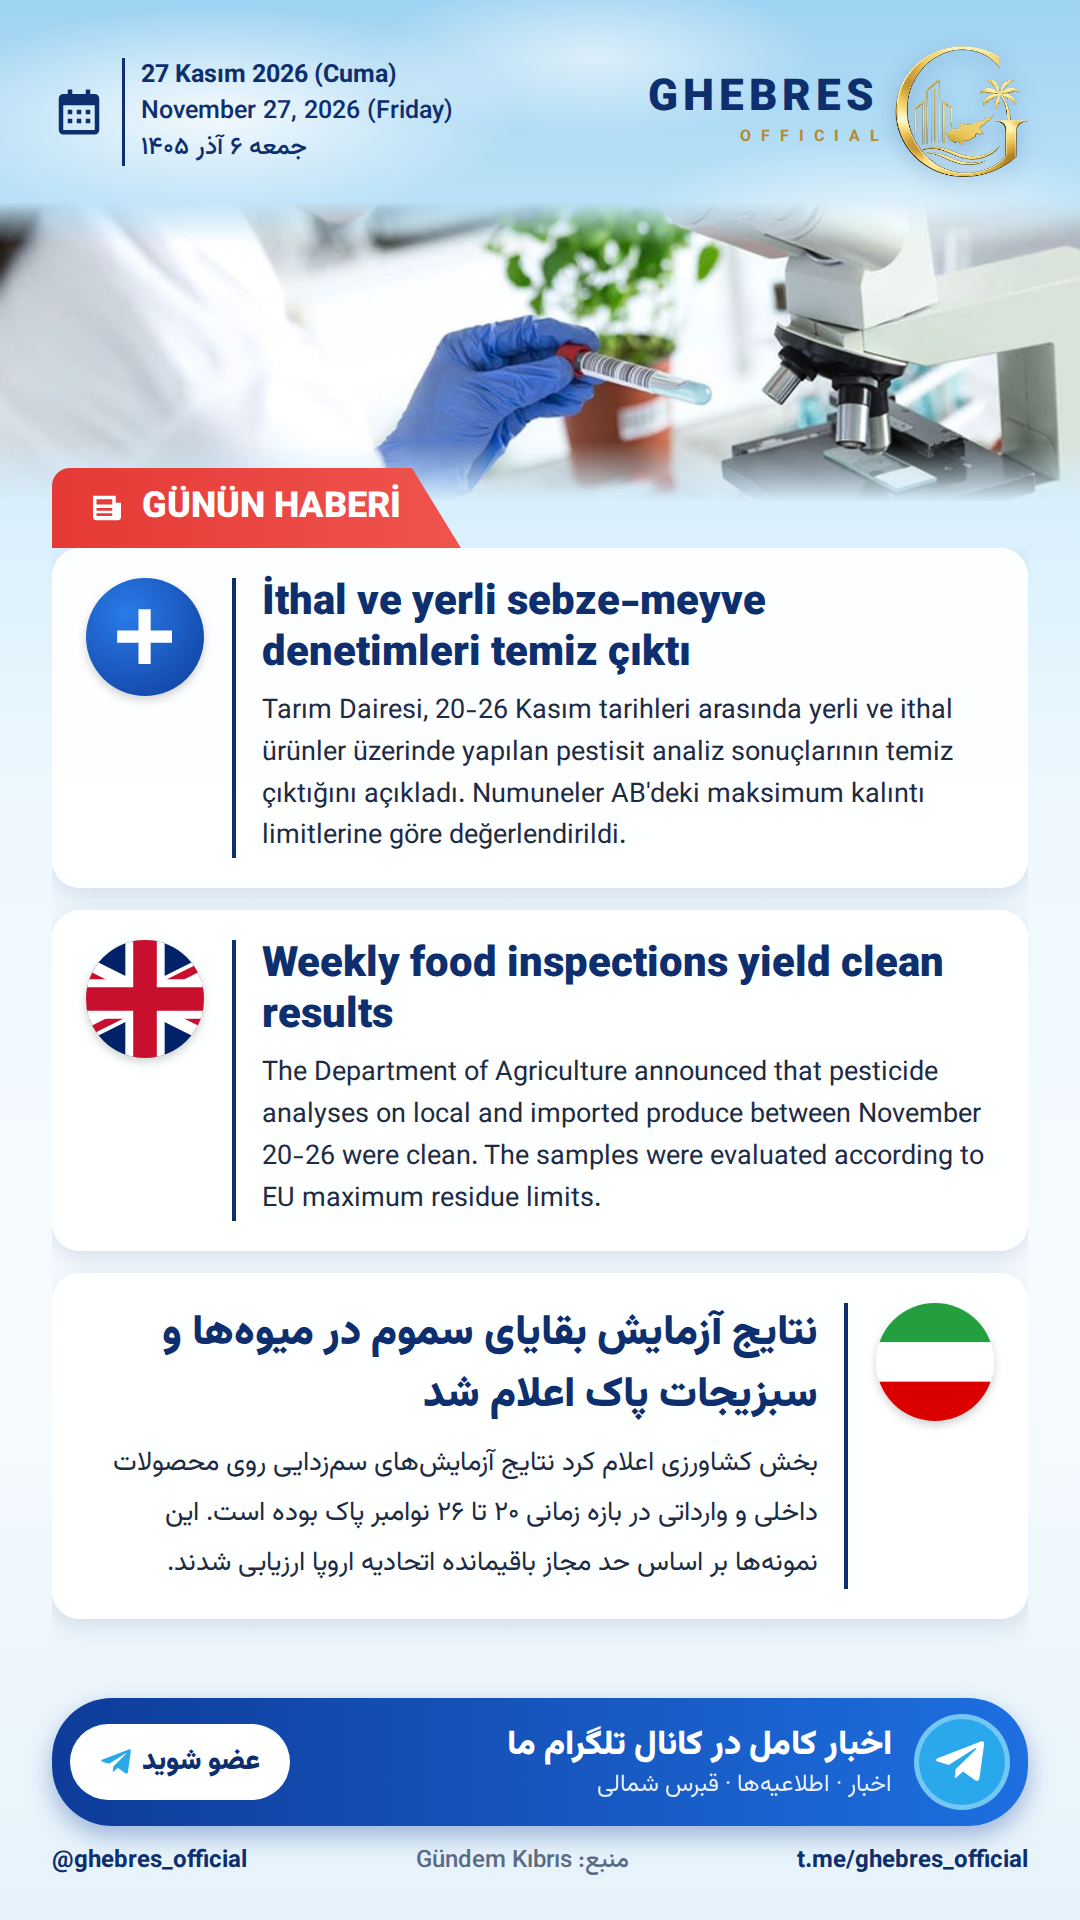 27 Kasım 2026 (Cuma)
November 27, 2026 (Friday)
جمعه ۶ آذر ۱۴۰۵
GHEBRES
OFFICIAL
GÜNÜN HABERİ
İthal ve yerli sebze-meyve
denetimleri temiz çıktı
Tarım Dairesi, 20-26 Kasım tarihleri arasında yerli ve ithal
ürünler üzerinde yapılan pestisit analiz sonuçlarının temiz
çıktığını açıkladı. Numuneler AB'deki maksimum kalıntı
limitlerine göre değerlendirildi.
Weekly food inspections yield clean
results
The Department of Agriculture announced that pesticide
analyses on local and imported produce between November
20-26 were clean. The samples were evaluated according to
EU maximum residue limits.
نتایج آزمایش بقایای سموم در میوه‌ها و
سبزیجات پاک اعلام شد
بخش کشاورزی اعلام کرد نتایج آزمایش‌های سم‌زدایی روی محصولات
داخلی و وارداتی در بازه زمانی ۲۰ تا ۲۶ نوامبر پاک بوده است. این
نمونه‌ها بر اساس حد مجاز باقیمانده اتحادیه اروپا ارزیابی شدند.
اخبار کامل در کانال تلگرام ما
اخبار · اطلاعیه‌ها · قبرس شمالی
عضو شوید
@ghebres_official
منبع: Gündem Kıbrıs
t.me/ghebres_official